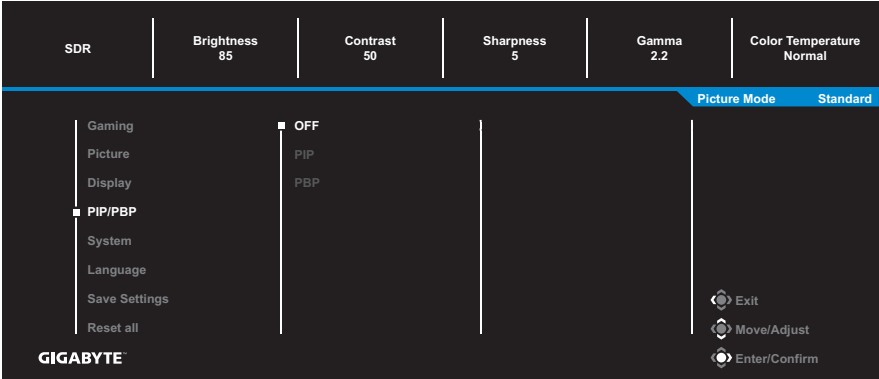 SDR
Brightness
85
Contrast
50
Sharpness
5
Gamma
2.2
Color Temperature
Normal
Picture Mode Standard
Gaming
Picture
Display
PIP/PBP
System
Language
Save Settings
Reset all
OFF
PIP
PBP
Exit
Move/Adjust
Enter/Confirm
GIGABYTE™